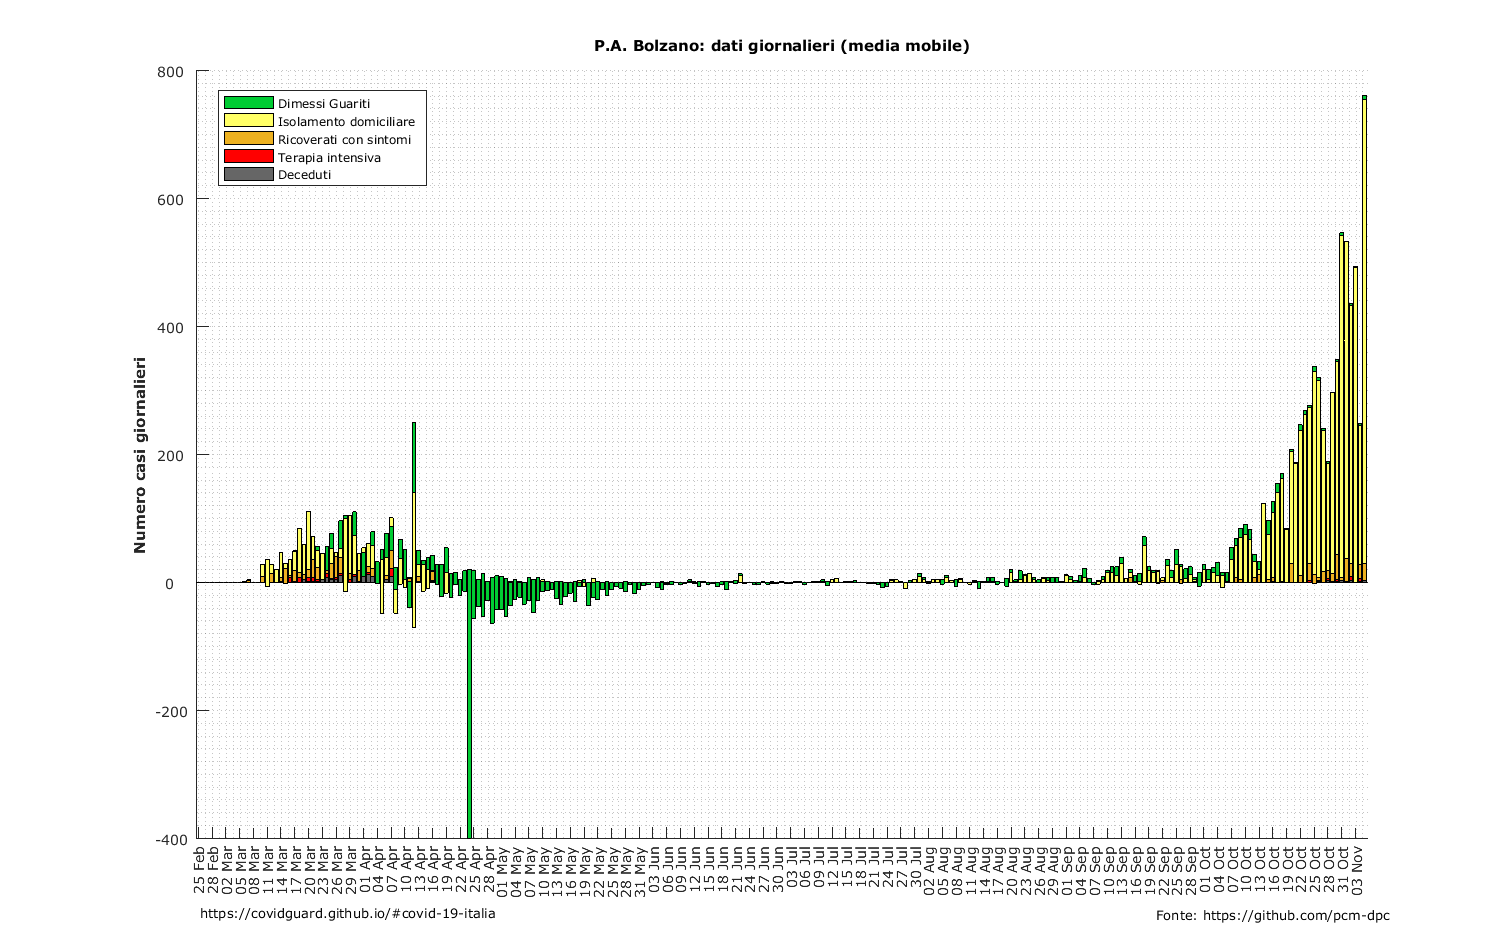 P.A. Bolzano: dati giornalieri (media mobile)
800
600
400
200
0
-200
-400
Numero casi giornalieri
Dimessi Guariti
Isolamento domiciliare
Ricoverati con sintomi
Terapia intensiva
Deceduti
25 Feb
28 Feb
02 Mar
05 Mar
08 Mar
11 Mar
14 Mar
17 Mar
20 Mar
23 Mar
26 Mar
29 Mar
01 Apr
04 Apr
07 Apr
10 Apr
13 Apr
16 Apr
19 Apr
22 Apr
25 Apr
28 Apr
01 May
04 May
07 May
10 May
13 May
16 May
19 May
22 May
25 May
28 May
31 May
03 Jun
06 Jun
09 Jun
12 Jun
15 Jun
18 Jun
21 Jun
24 Jun
27 Jun
30 Jun
03 Jul
06 Jul
09 Jul
12 Jul
15 Jul
18 Jul
21 Jul
24 Jul
27 Jul
30 Jul
02 Aug
05 Aug
08 Aug
11 Aug
14 Aug
17 Aug
20 Aug
23 Aug
26 Aug
29 Aug
01 Sep
04 Sep
07 Sep
10 Sep
13 Sep
16 Sep
19 Sep
22 Sep
25 Sep
28 Sep
01 Oct
04 Oct
07 Oct
10 Oct
13 Oct
16 Oct
19 Oct
22 Oct
25 Oct
28 Oct
31 Oct
03 Nov
https://covidguard.github.io/#covid-19-italia
Fonte: https://github.com/pcm-dpc